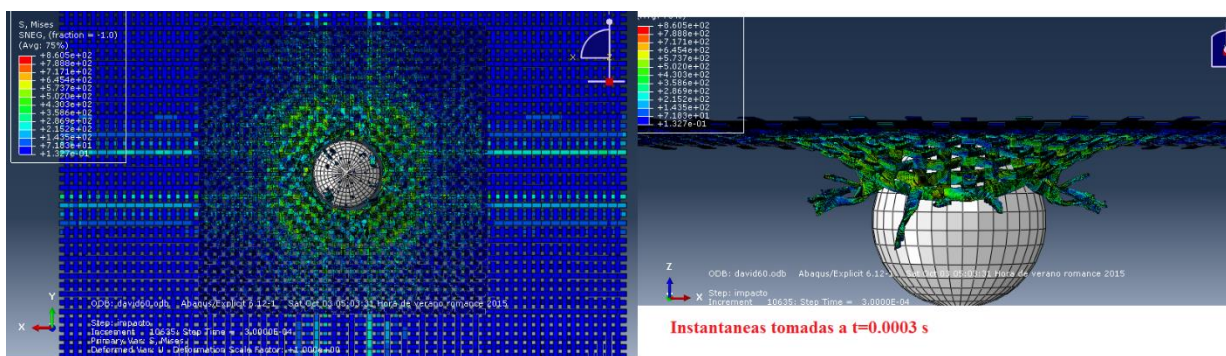 S, Mises
SNEG, (fraction = -1.0)
(Avg: 75%)
+8.605e+02
+7.888e+02
+7.171e+02
+6.454e+02
+5.737e+02
+5.020e+02
+4.303e+02
+3.586e+02
+2.869e+02
+2.152e+02
+1.435e+02
+7.183e+01
+1.327e-01
X
Z
Y
X
ODB: david60.odb Abaqus/Explicit 6.12-1 Sat Oct 03 05:03:31 Hora de verano romance 2015
Step: impacto
Increment 10635: Step Time = 3.0000E-04
Primary Var: S, Mises
Deformed Var: U Deformation Scale Factor: +1.000e+00
(Avg: 75%)
+8.605e+02
+7.888e+02
+7.171e+02
+6.454e+02
+5.737e+02
+5.020e+02
+4.303e+02
+3.586e+02
+2.869e+02
+2.152e+02
+1.435e+02
+7.183e+01
+1.327e-01
Z
X
ODB: david60.odb Abaqus/Explicit 6.12-1 Sat Oct 03 05:03:31 Hora de verano romance 2015
Step: impacto
Increment 10635: Step Time = 3.0000E-04
Instantaneas tomadas a t=0.0003 s